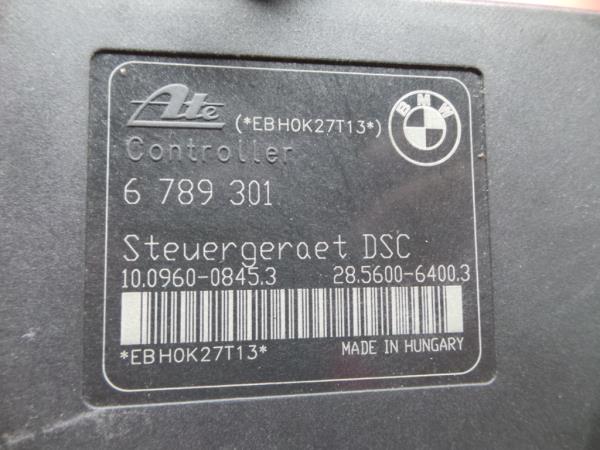 Ate (*EBH0K27T13*) BMW
Controller
6 789 301
Steuergeraet DSC
10.0960-0845.3 28.5600-6400.3
*EBH0K27T13* MADE IN HUNGARY